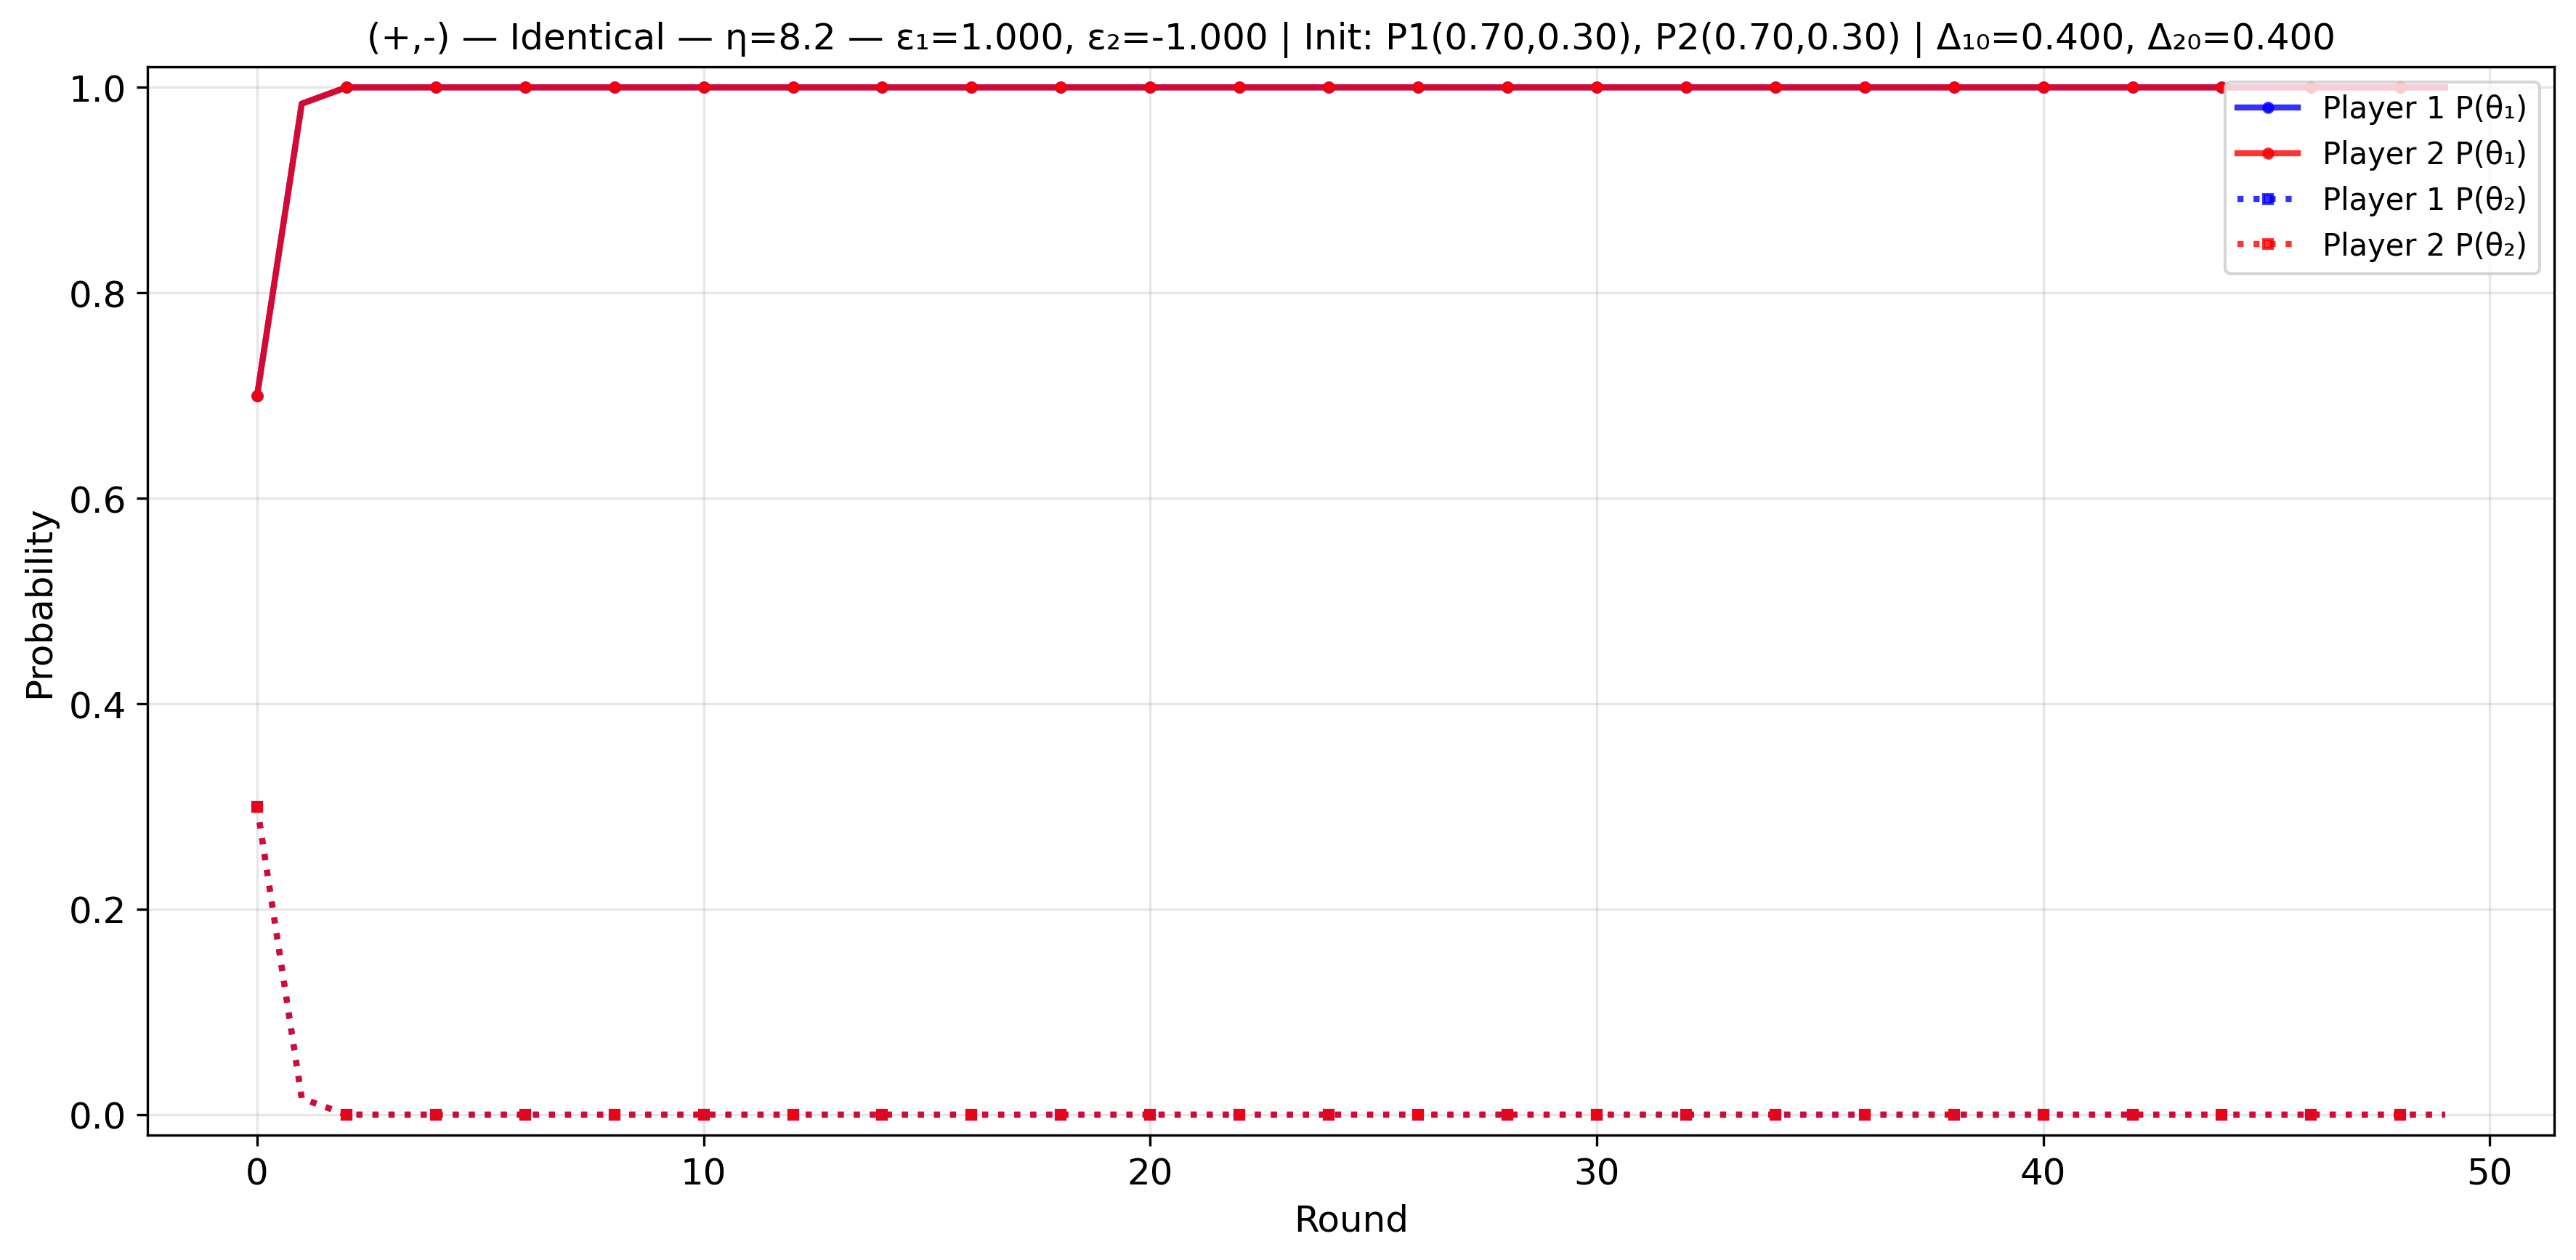 (+,-) — Identical — η=8.2 — ε₁=1.000, ε₂=-1.000 | Init: P1(0.70,0.30), P2(0.70,0.30) | Δ₁₀=0.400, Δ₂₀=0.400
Player 1 P(θ₁)
Player 2 P(θ₁)
Player 1 P(θ₂)
Player 2 P(θ₂)
Probability
1.0
0.8
0.6
0.4
0.2
0.0
0 10 20 30 40 50
Round